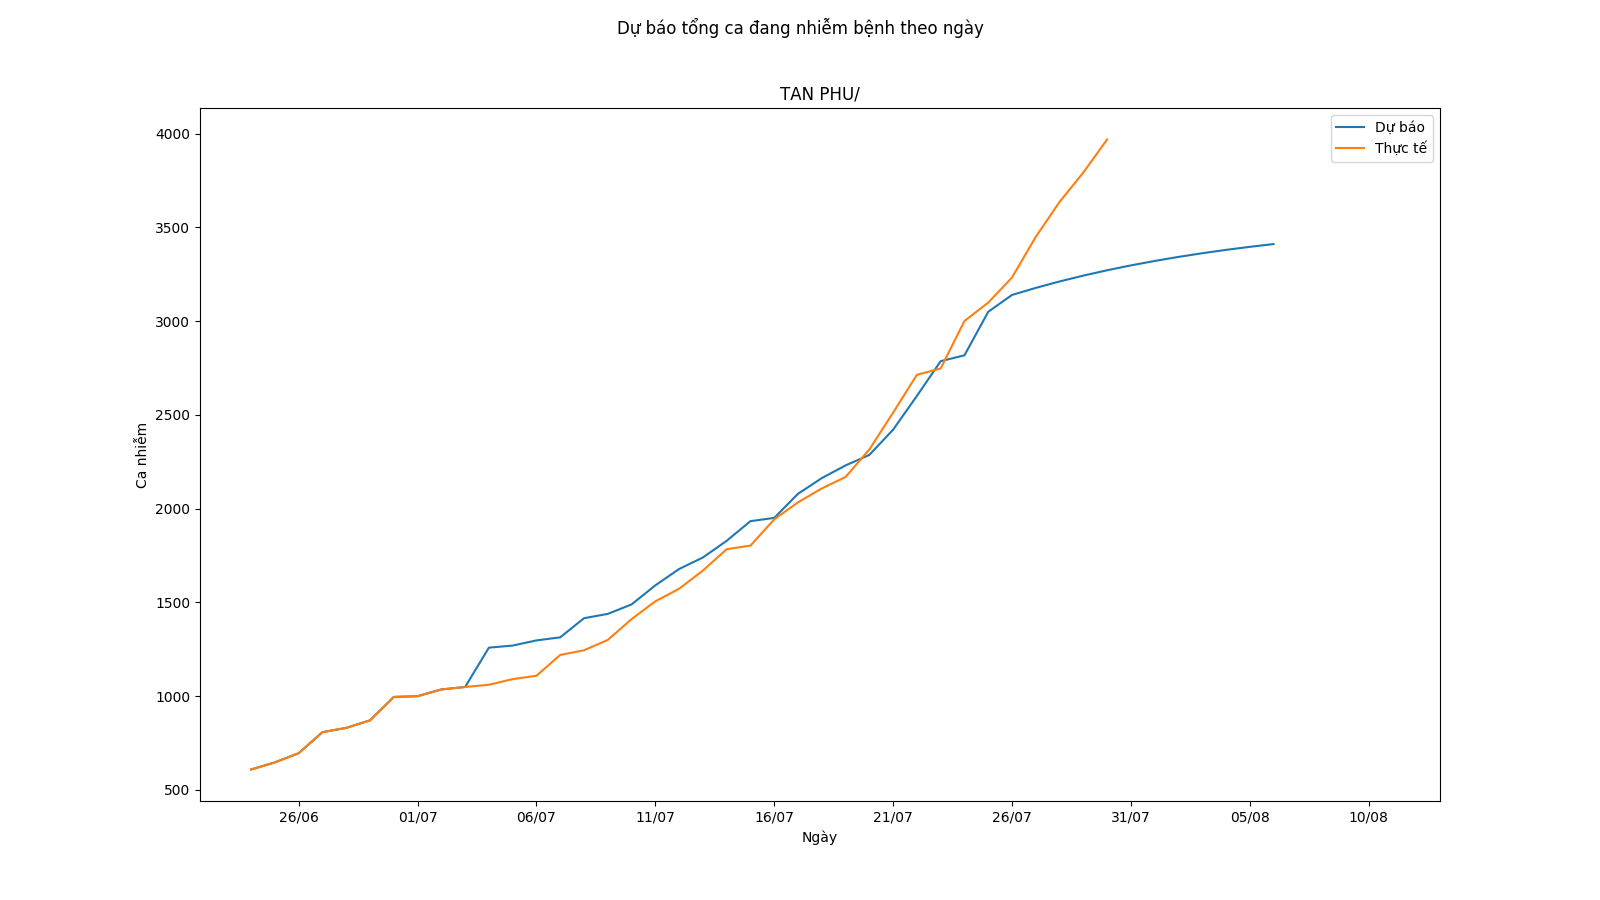 Dự báo tổng ca đang nhiễm bệnh theo ngày
TAN PHU/
Dự báo
Thực tế
4000
3500
3000
2500
2000
1500
1000
500
Ca nhiễm
26/06 01/07 06/07 11/07 16/07 21/07 26/07 31/07 05/08 10/08
Ngày